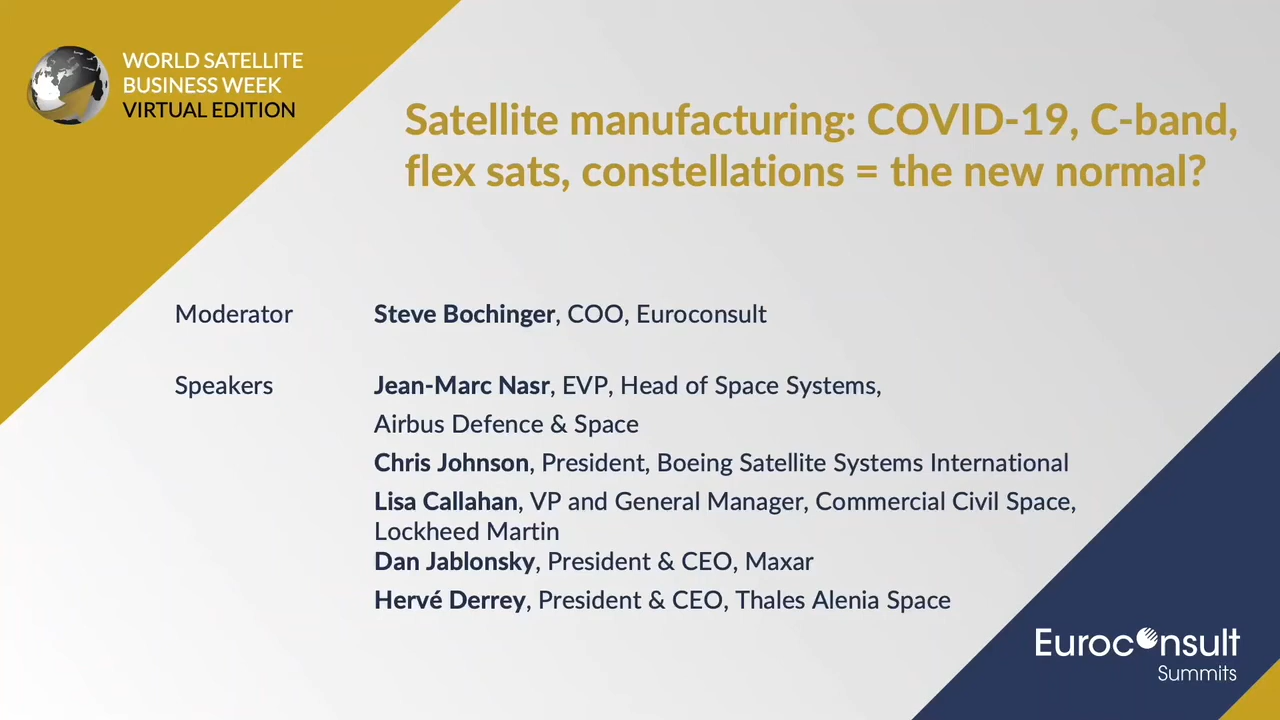 WORLD SATELLITE
BUSINESS WEEK
VIRTUAL EDITION
Satellite manufacturing: COVID-19, C-band,
flex sats, constellations = the new normal?
Moderator Steve Bochinger, COO, Euroconsult
Speakers Jean-Marc Nasr, EVP, Head of Space Systems,
Airbus Defence & Space
Chris Johnson, President, Boeing Satellite Systems International
Lisa Callahan, VP and General Manager, Commercial Civil Space,
Lockheed Martin
Dan Jablonsky, President & CEO, Maxar
Hervé Derrey, President & CEO, Thales Alenia Space
Euroconsult
Summits